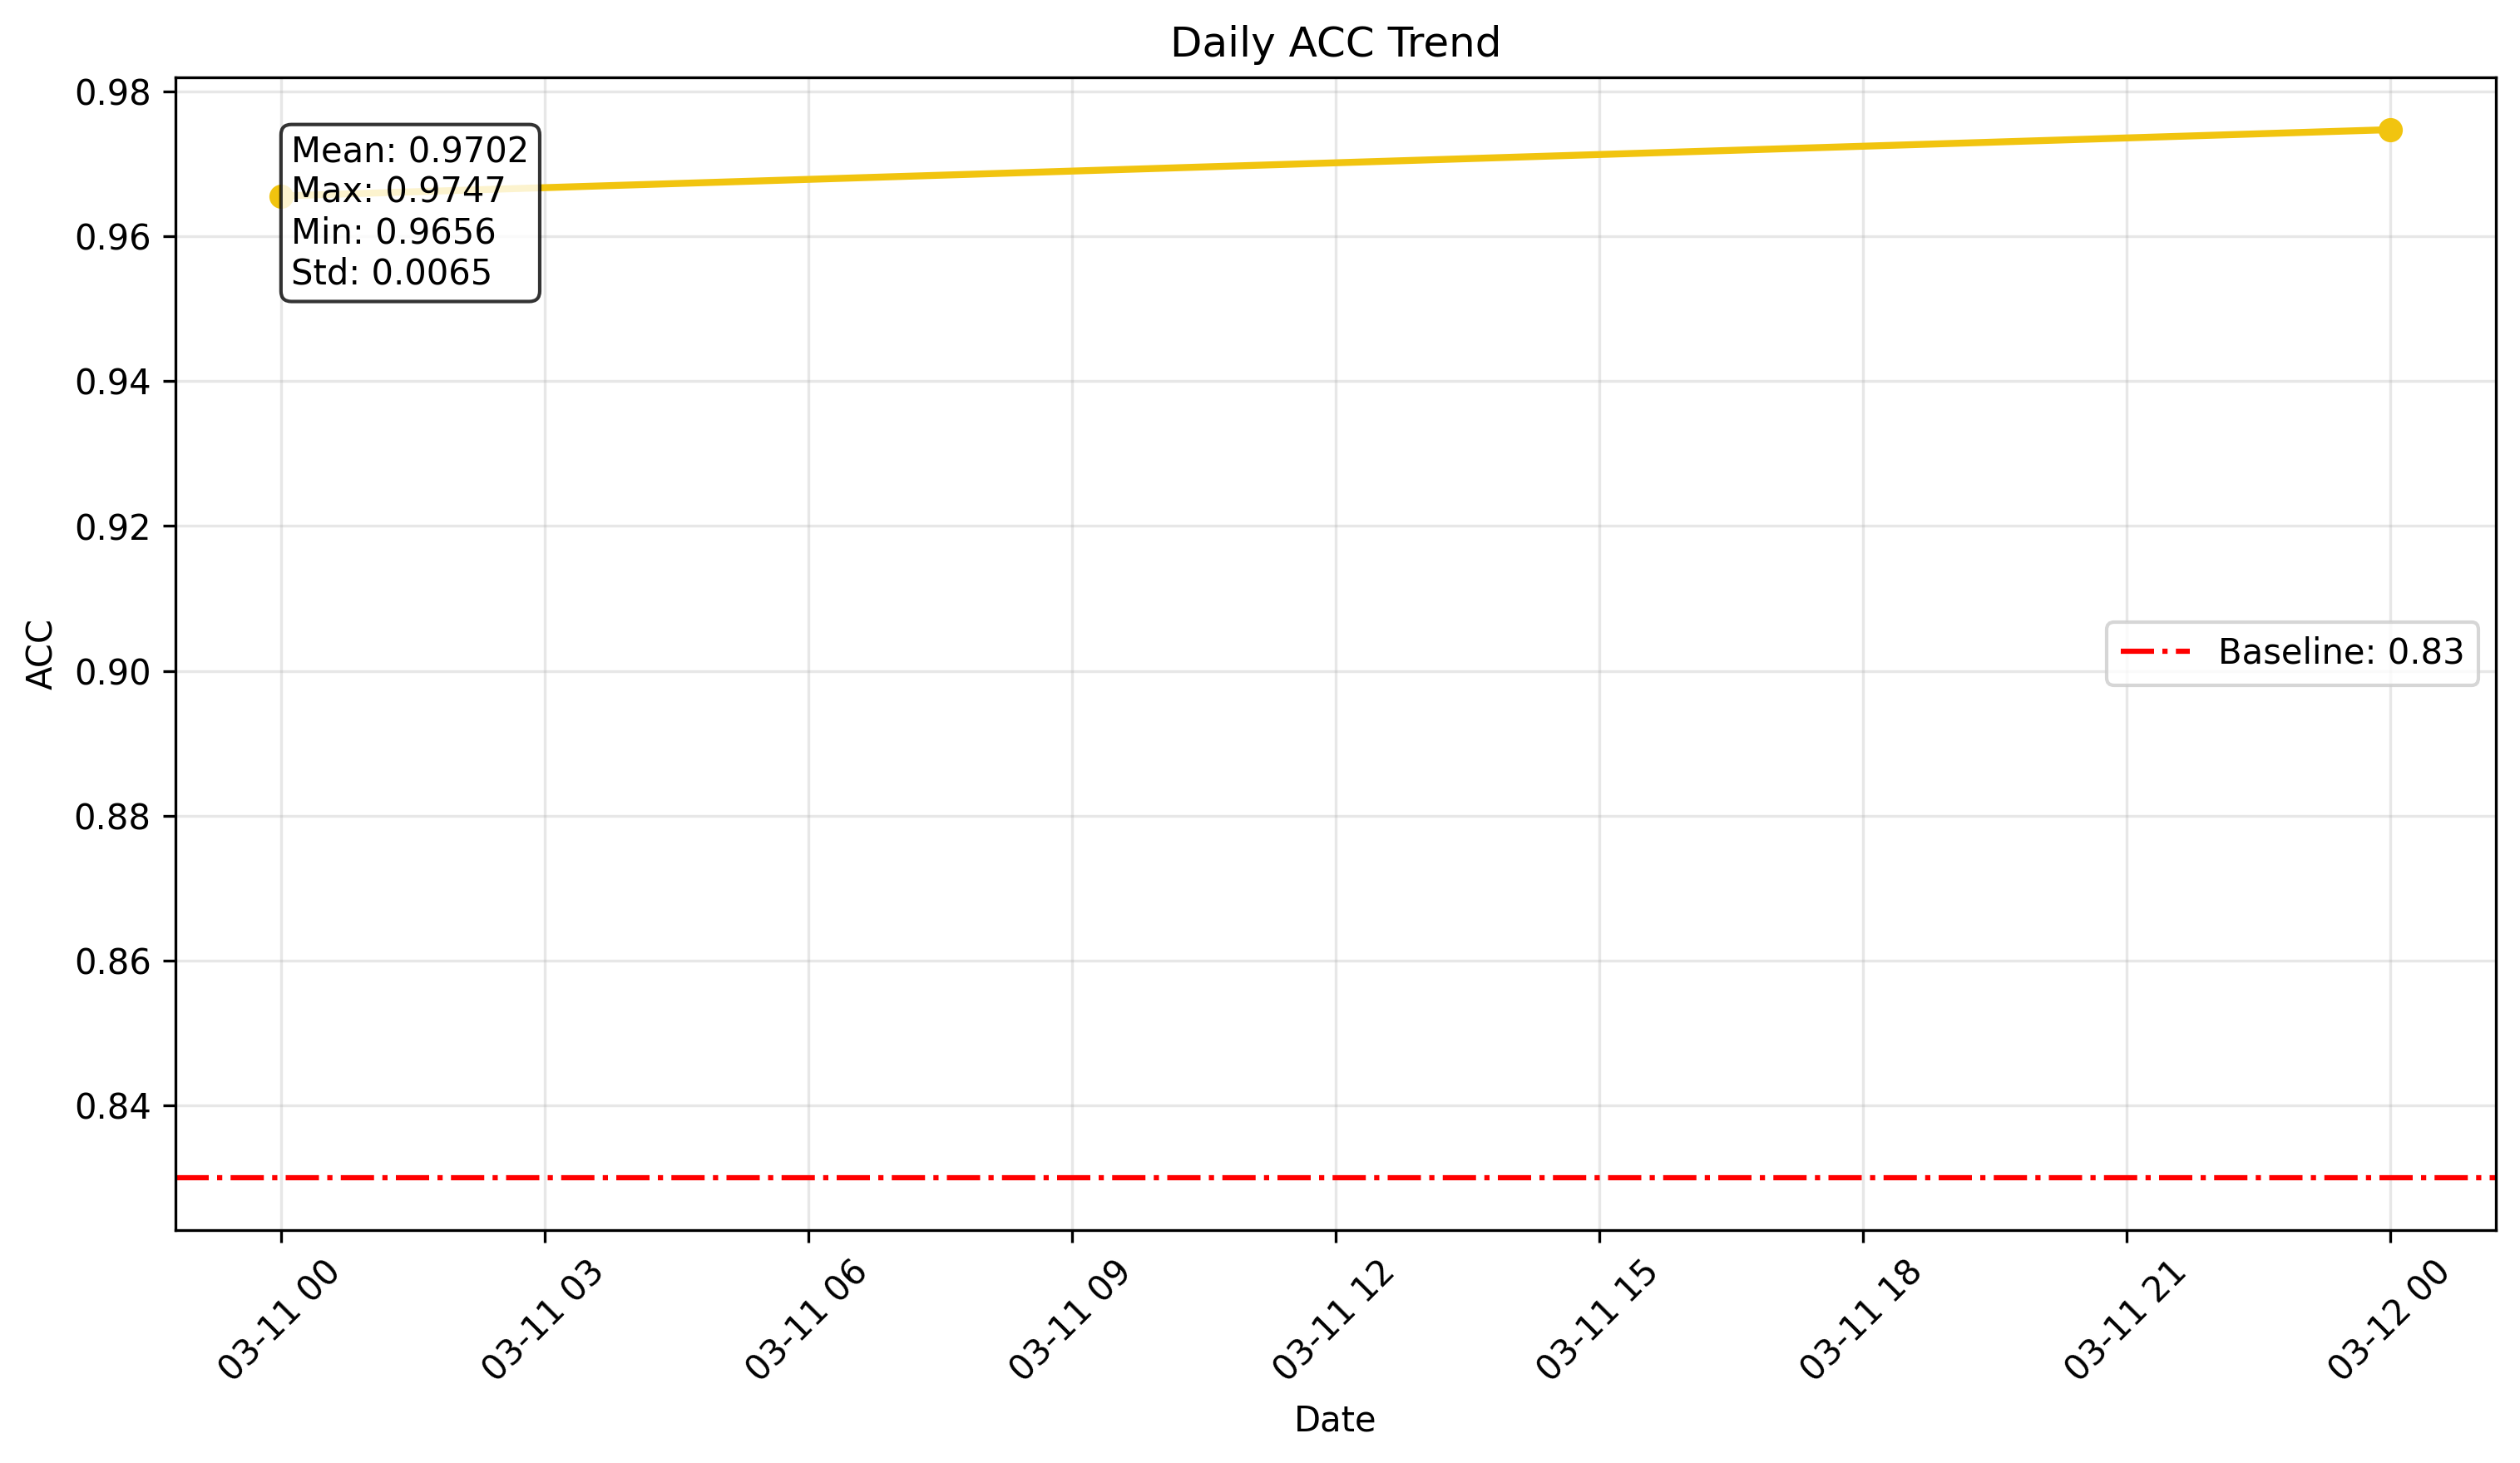 Daily ACC Trend
0.98
0.96
0.94
0.92
0.90
0.88
0.86
0.84
ACC
Mean: 0.9702
Max: 0.9747
Min: 0.9656
Std: 0.0065
Baseline: 0.83
03-11 00
03-11 03
03-11 06
03-11 09
03-11 12
03-11 15
03-11 18
03-11 21
03-12 00
Date